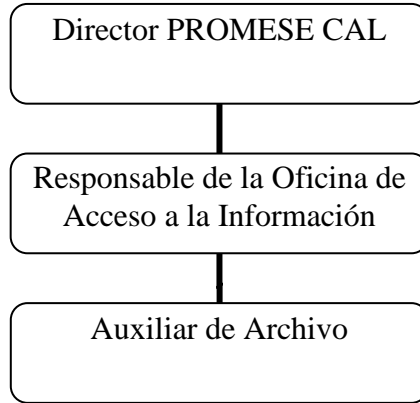 Director PROMESE CAL
Responsable de la Oficina de
Acceso a la Información
Auxiliar de Archivo